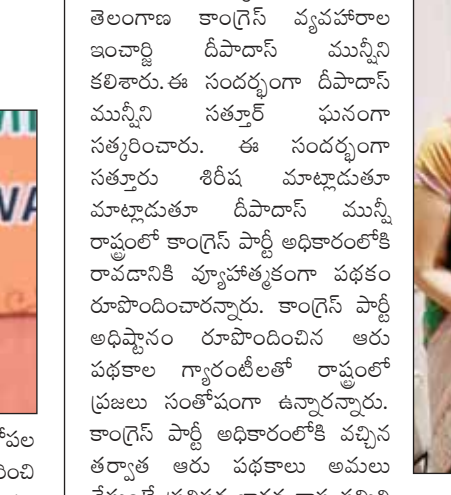 తెలంగాణ కాంగ్రెస్ వ్యవహారాల
ఇంచార్జి దీపాదాస్ మున్షీని
కలిశారు.ఈ సందర్భంగా దీపాదాస్
మున్షీని సత్తూర్ ఘనంగా
సత్కరించారు. ఈ సందర్భంగా
సత్తూరు శిరీష మాట్లాడుతూ
మాట్లాడుతూ దీపాదాస్ మున్షీ
రాష్ట్రంలో కాంగ్రెస్ పార్టీ అధికారంలోకి
రావడానికి వ్యూహాత్మకంగా పథకం
రూపొందించారన్నారు. కాంగ్రెస్ పార్టీ
అధిష్ఠానం రూపొందించిన ఆరు
పథకాల గ్యారంటీలతో రాష్ట్రంలో
ప్రజలు సంతోషంగా ఉన్నారన్నారు.
కాంగ్రెస్ పార్టీ అధికారంలోకి వచ్చిన
తర్వాత ఆరు పథకాలు అమలు